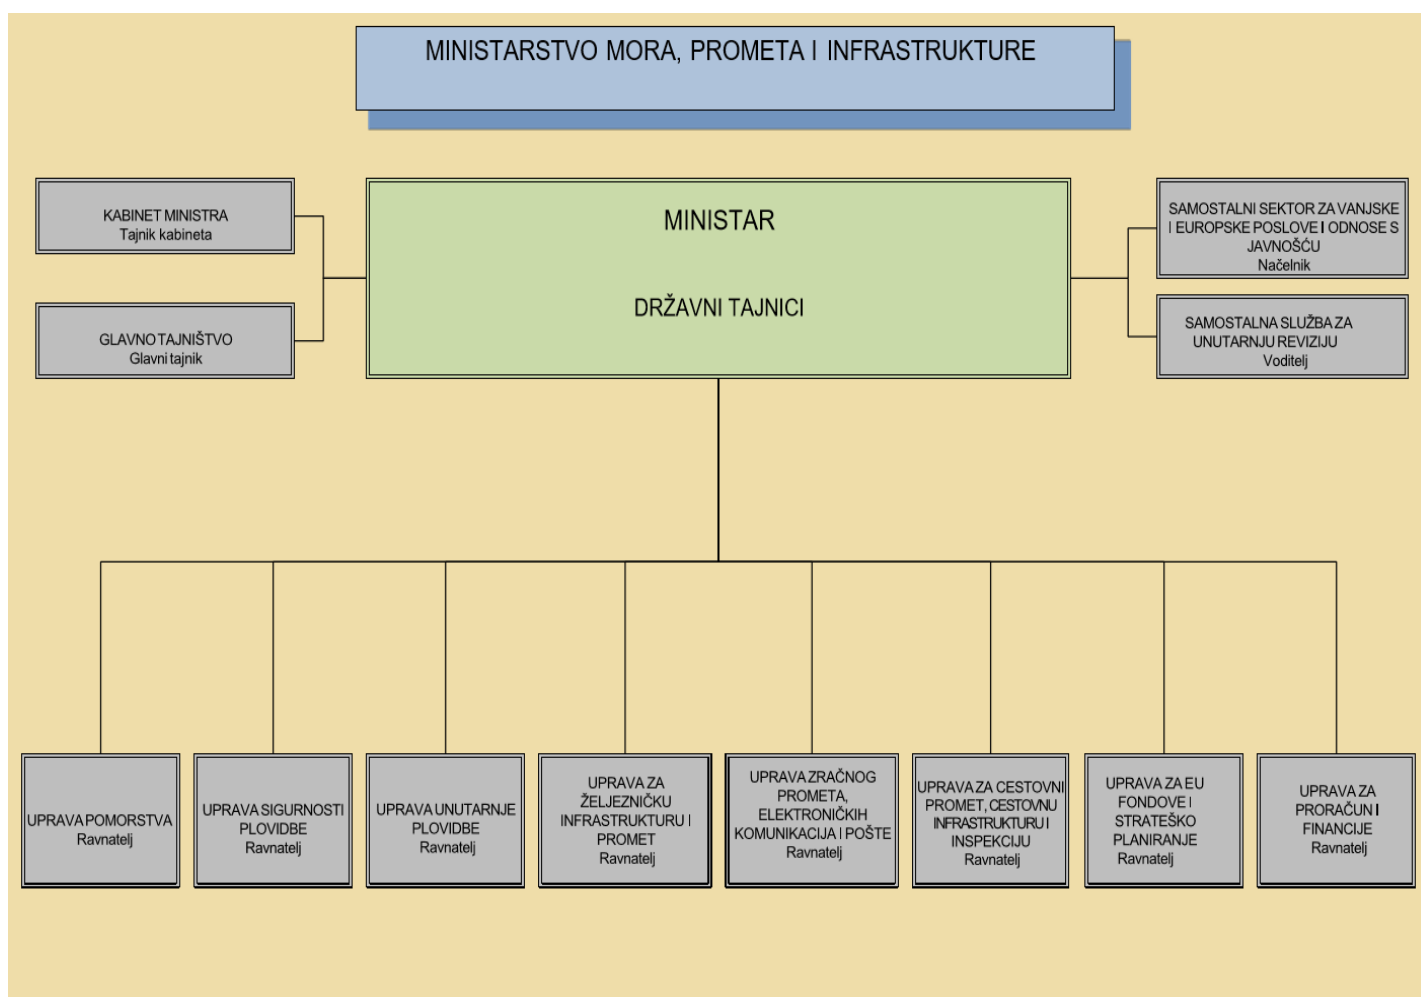 MINISTARSTVO MORA, PROMETA I INFRASTRUKTURE
KABINET MINISTRA
Tajnik kabineta
GLAVNO TAJNIŠTVO
Glavni tajnik
MINISTAR
DRŽAVNI TAJNICI
SAMOSTALNI SEKTOR ZA VANJSKE
I EUROPSKE POSLOVE I ODNOSE S
JAVNOŠĆU
Načelnik
SAMOSTALNA SLUŽBA ZA
UNUTARNJU REVIZIJU
Voditelj
UPRAVA POMORSTVA
Ravnatelj
UPRAVA SIGURNOSTI
PLOVIDBE
Ravnatelj
UPRAVA UNUTARNJE
PLOVIDBE
Ravnatelj
UPRAVA ZA
ŽELJEZNIČKU
INFRASTRUKTURU I
PROMET
Ravnatelj
UPRAVA ZRAČNOG
PROMETA,
ELEKTRONIČKIH
KOMUNIKACIJA I POŠTE
Ravnatelj
UPRAVA ZA CESTOVNI
PROMET, CESTOVNU
INFRASTRUKTURU I
INSPEKCIJU
Ravnatelj
UPRAVA ZA EU
FONDOVE I
STRATEŠKO
PLANIRANJE
Ravnatelj
UPRAVA ZA
PRORAČUN I
FINANCIJE
Ravnatelj